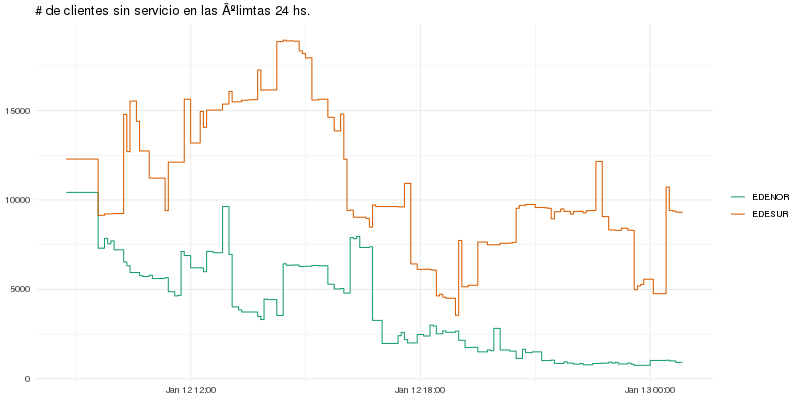 # de clientes sin servicio en las Ãºlimtas 24 hs.
15000
10000
5000
0
Jan 12 12:00
Jan 12 18:00
Jan 13 00:00
EDENOR
EDESUR